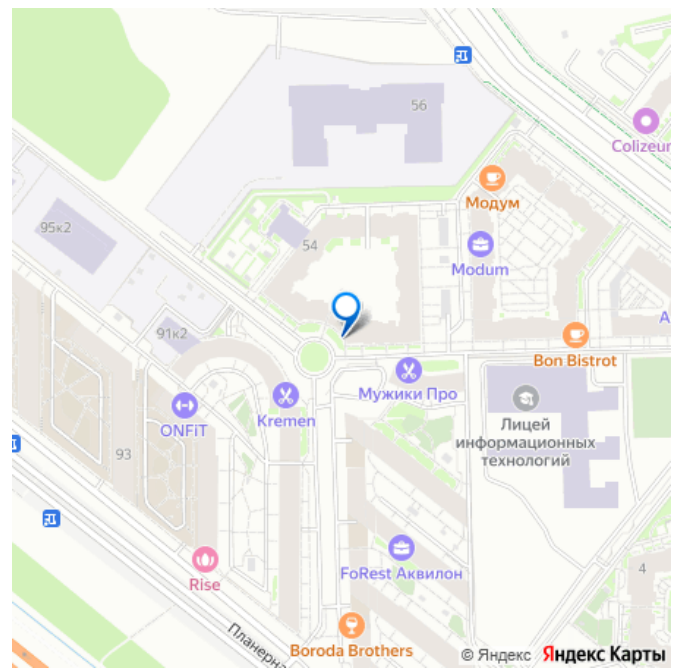 56
Colizeum
Модум
95к2
54
Modum
91к2
Bon Bistrot
Мужики Про
Kremen
ONFiT
Лицей
информационных
технологий
93
FoRest Аквилон
4
Rise
Планерна
Boroda Brothers
© Яндекс Яндекс Карты